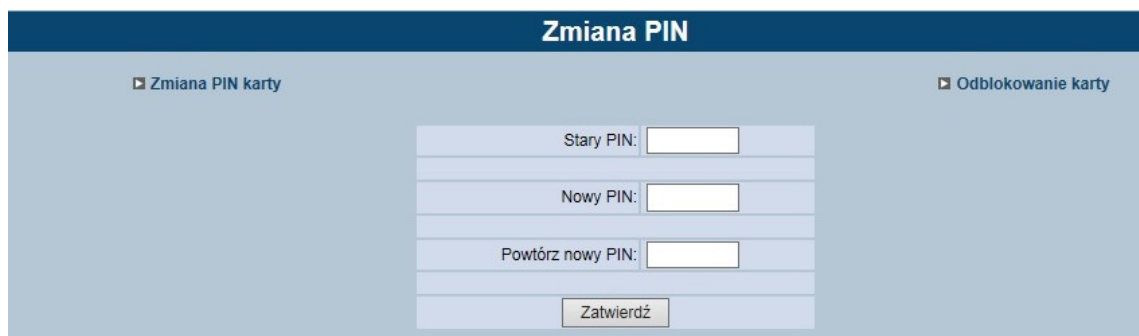 Zmiana PIN
Zmiana PIN karty
Odblokowanie karty
Stary PIN:
Nowy PIN:
Powtórz nowy PIN:
Zatwierdź